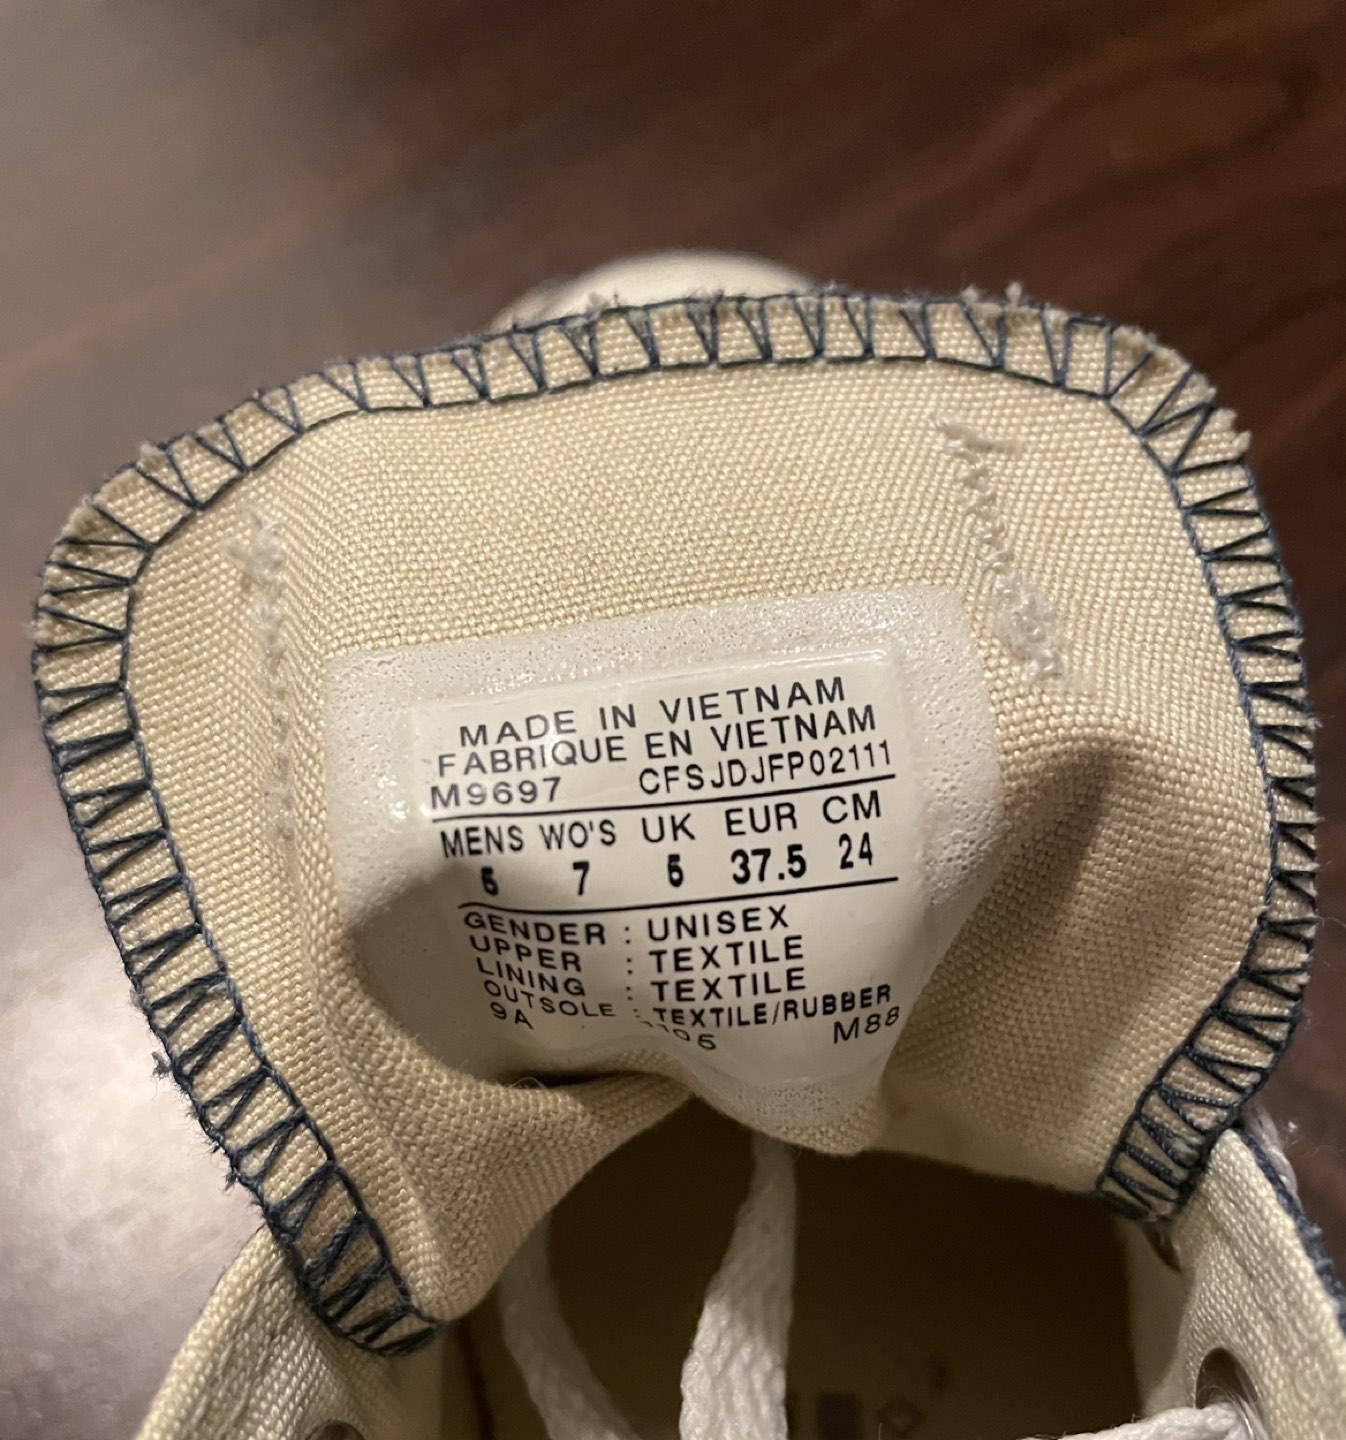 MADE IN VIETNAM
FABRIQUE EN VIETNAM
M9697 CFSJDJFP02111
MENS WO'S UK EUR CM
5 7 5 37.5 24
GENDER : UNISEX
UPPER : TEXTILE
LINING : TEXTILE
OUTSOLE : TEXTILE/RUBBER
9A M88